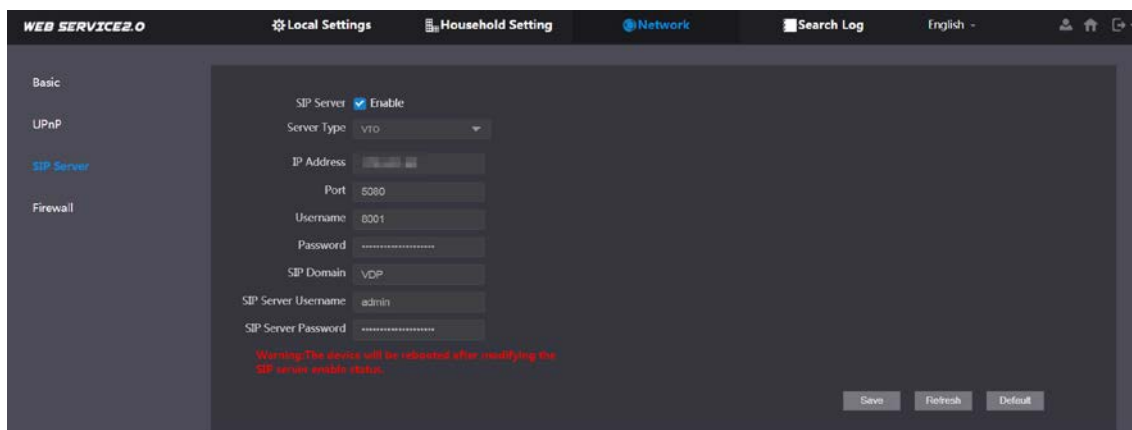 WEB SERVICE2.0 Local Settings Household Setting Network Search Log English
Basic
UPnP
SIP Server
Firewall
SIP Server Enable
Server Type VTO
IP Address
Port 5080
Username 8001
Password
SIP Domain VDP
SIP Server Username admin
SIP Server Password
Warning:The device will be rebooted after modifying the
SIP server enable status.
Save Refresh Default